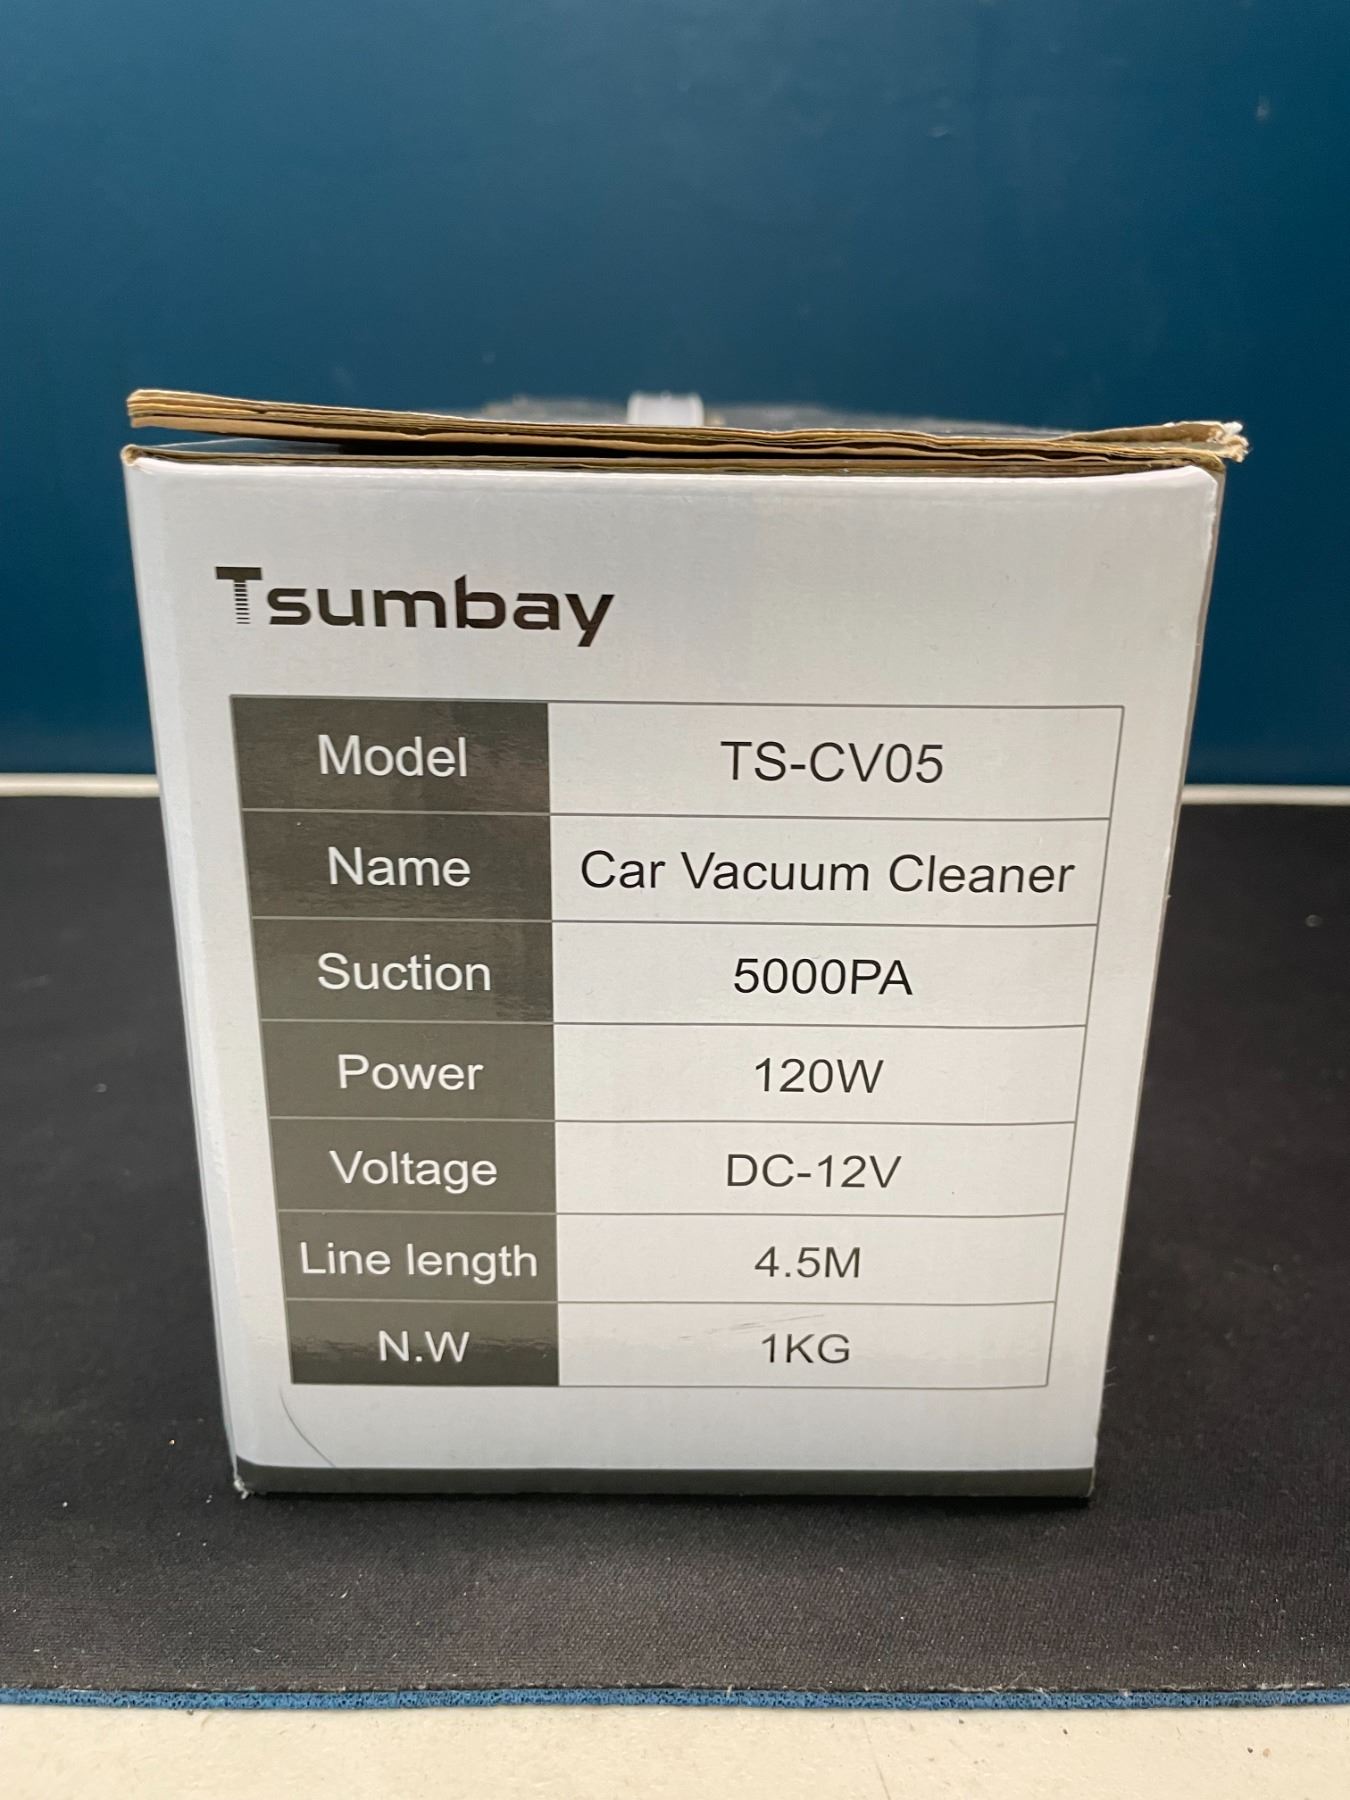 Tsumbay
Model TS-CV05
Name Car Vacuum Cleaner
Suction 5000PA
Power 120W
Voltage DC-12V
Line length 4.5M
N.W 1KG